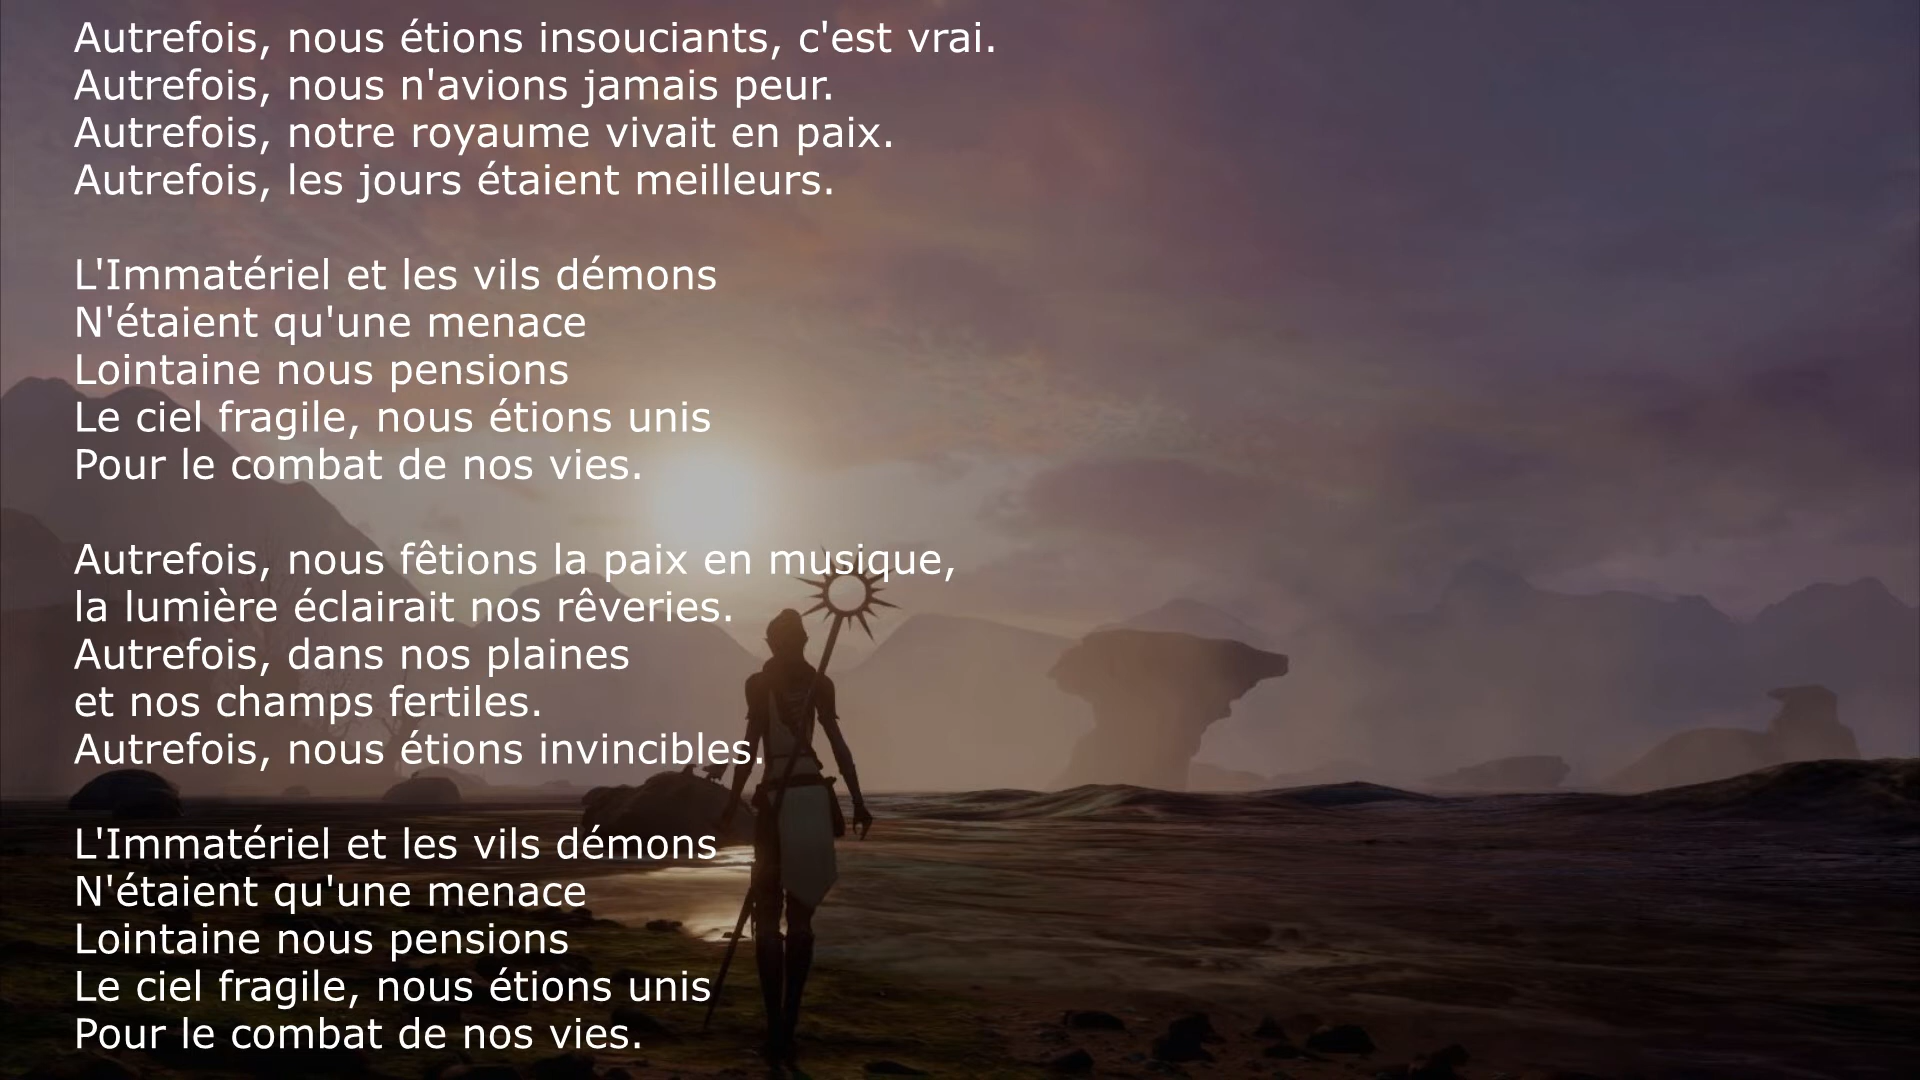 Autrefois, nous étions insouciants, c'est vrai.
Autrefois, nous n'avions jamais peur.
Autrefois, notre royaume vivait en paix.
Autrefois, les jours étaient meilleurs.
L'Immatériel et les vils démons
N'étaient qu'une menace
Lointaine nous pensions
Le ciel fragile, nous étions unis
Pour le combat de nos vies.
Autrefois, nous fêtions la paix en musique,
la lumière éclairait nos rêveries.
Autrefois, dans nos plaines
et nos champs fertiles.
Autrefois, nous étions invincibles.
L'Immatériel et les vils démons
N'étaient qu'une menace
Lointaine nous pensions
Le ciel fragile, nous étions unis
Pour le combat de nos vies.